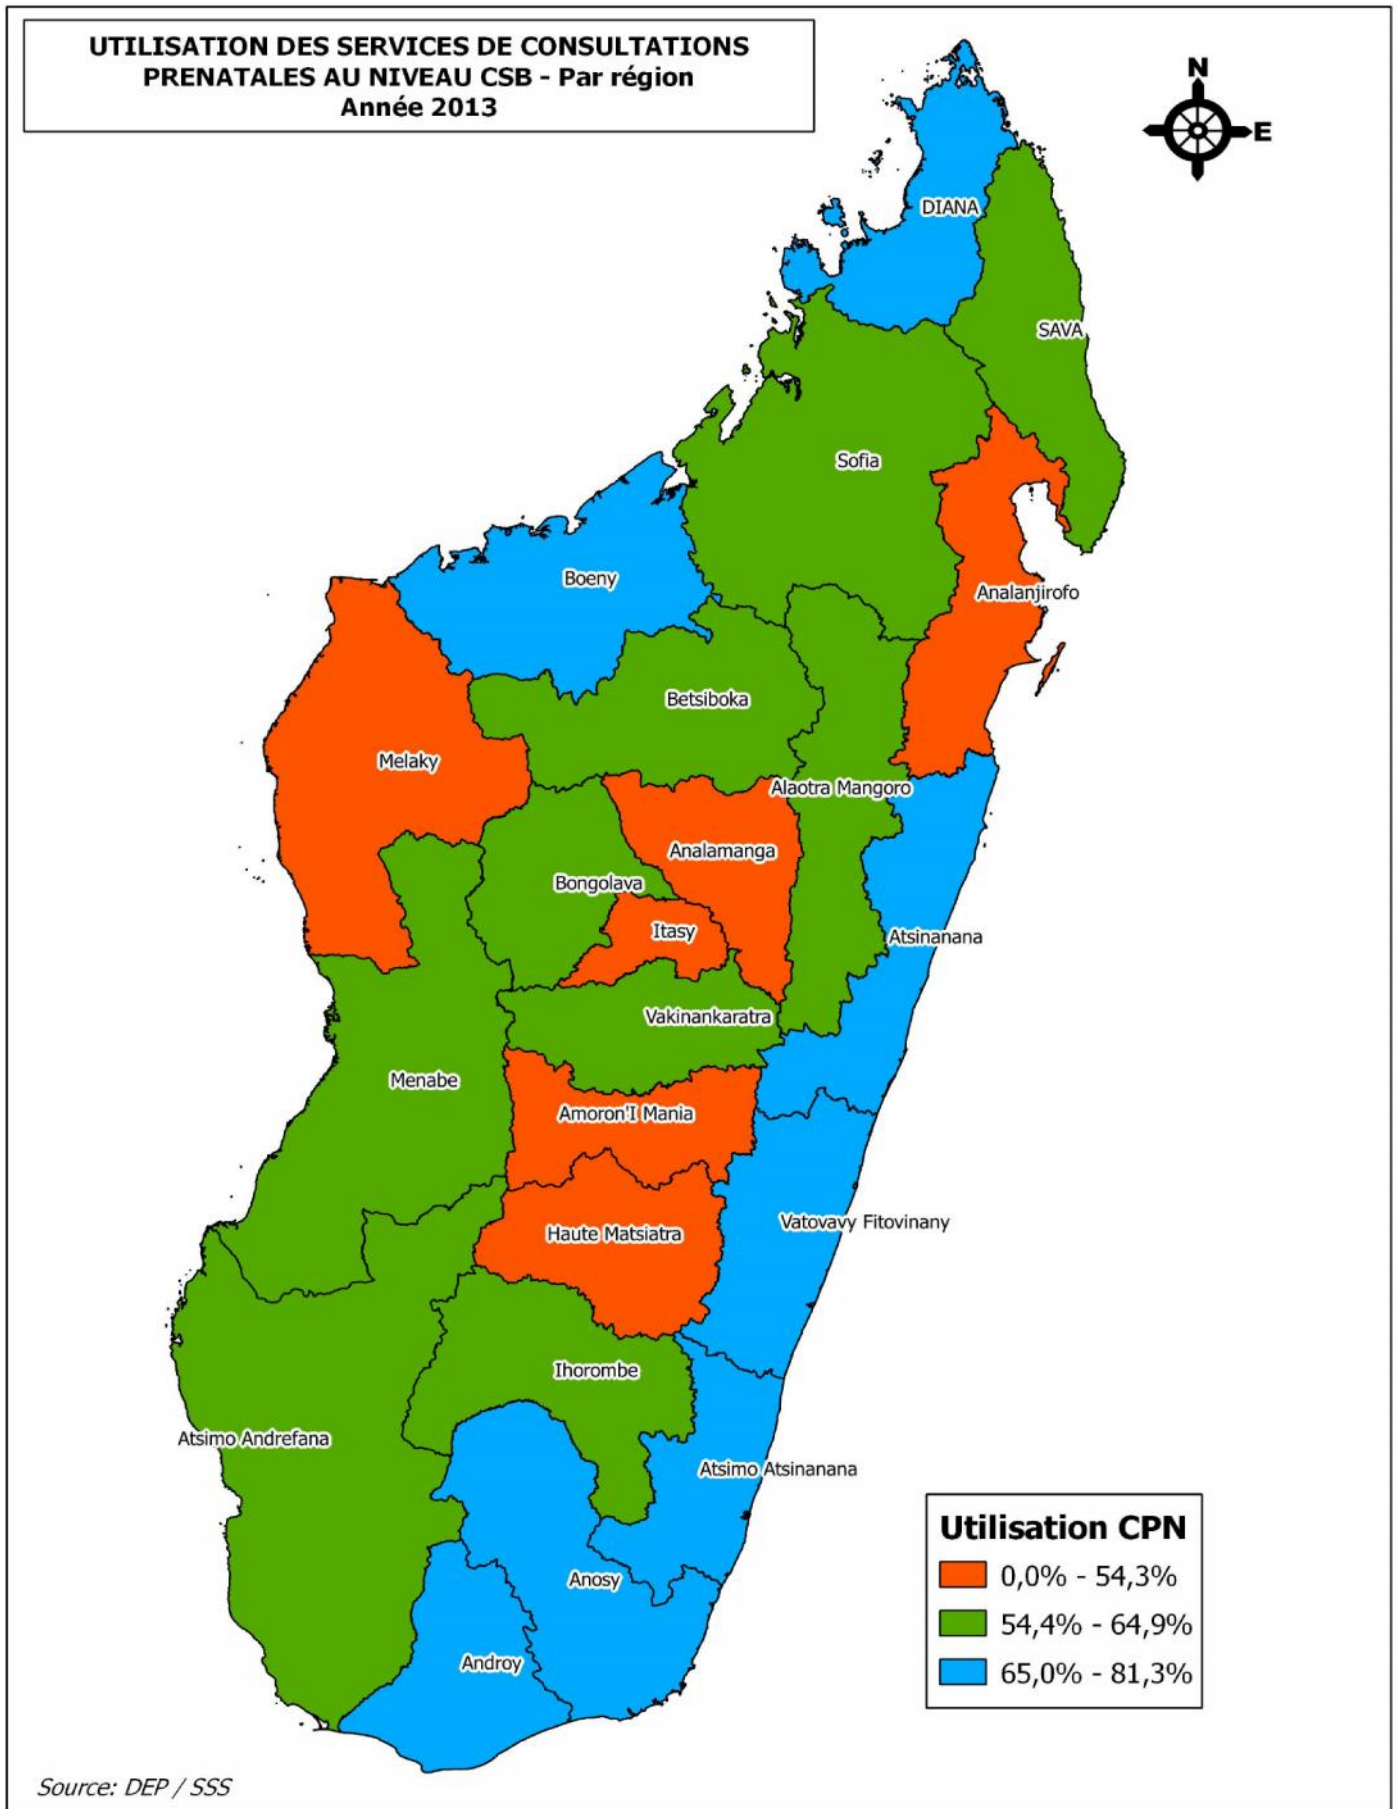 UTILISATION DES SERVICES DE CONSULTATIONS
PRENATALES AU NIVEAU CSB - Par région
Année 2013
N
E
DIANA
SAVA
Sofia
Boeny
Analanjirofo
Betsiboka
Melaky
Alaotra Mangoro
Analamanga
Bongolava
Itasy
Atsinanana
Vakinankaratra
Menabe
Amoron'I Mania
Vatovavy Fitovinany
Haute Matsiatra
Ihorombe
Atsimo Andrefana
Atsimo Atsinanana
Anosy
Androy
Utilisation CPN
0,0% - 54,3%
54,4% - 64,9%
65,0% - 81,3%
Source: DEP / SSS